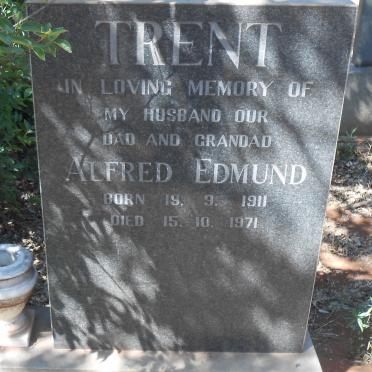 TRENT
IN LOVING MEMORY OF
MY HUSBAND OUR
DAD AND GRANDAD
ALFRED EDMUND
BORN 19. 9. 1911
DIED 15. 10. 1971